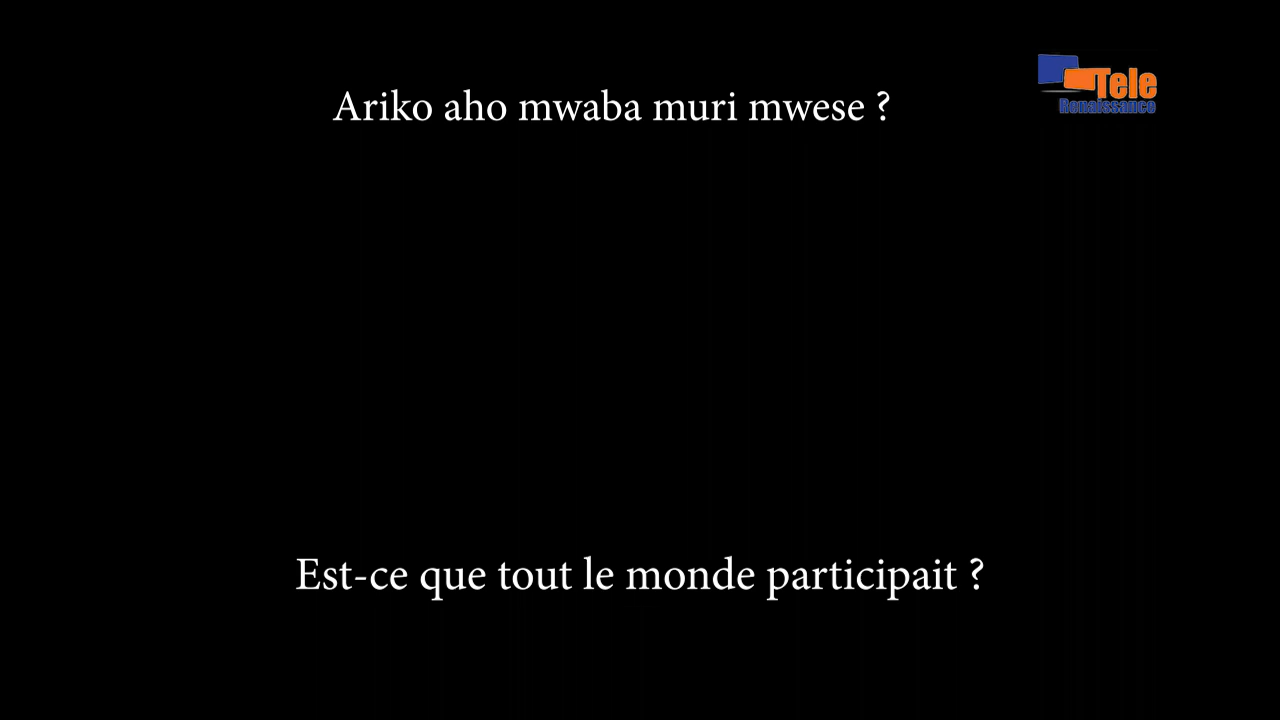 Ariko aho mwaba muri mwese ?
Tele
Renaissance
Est-ce que tout le monde participait ?